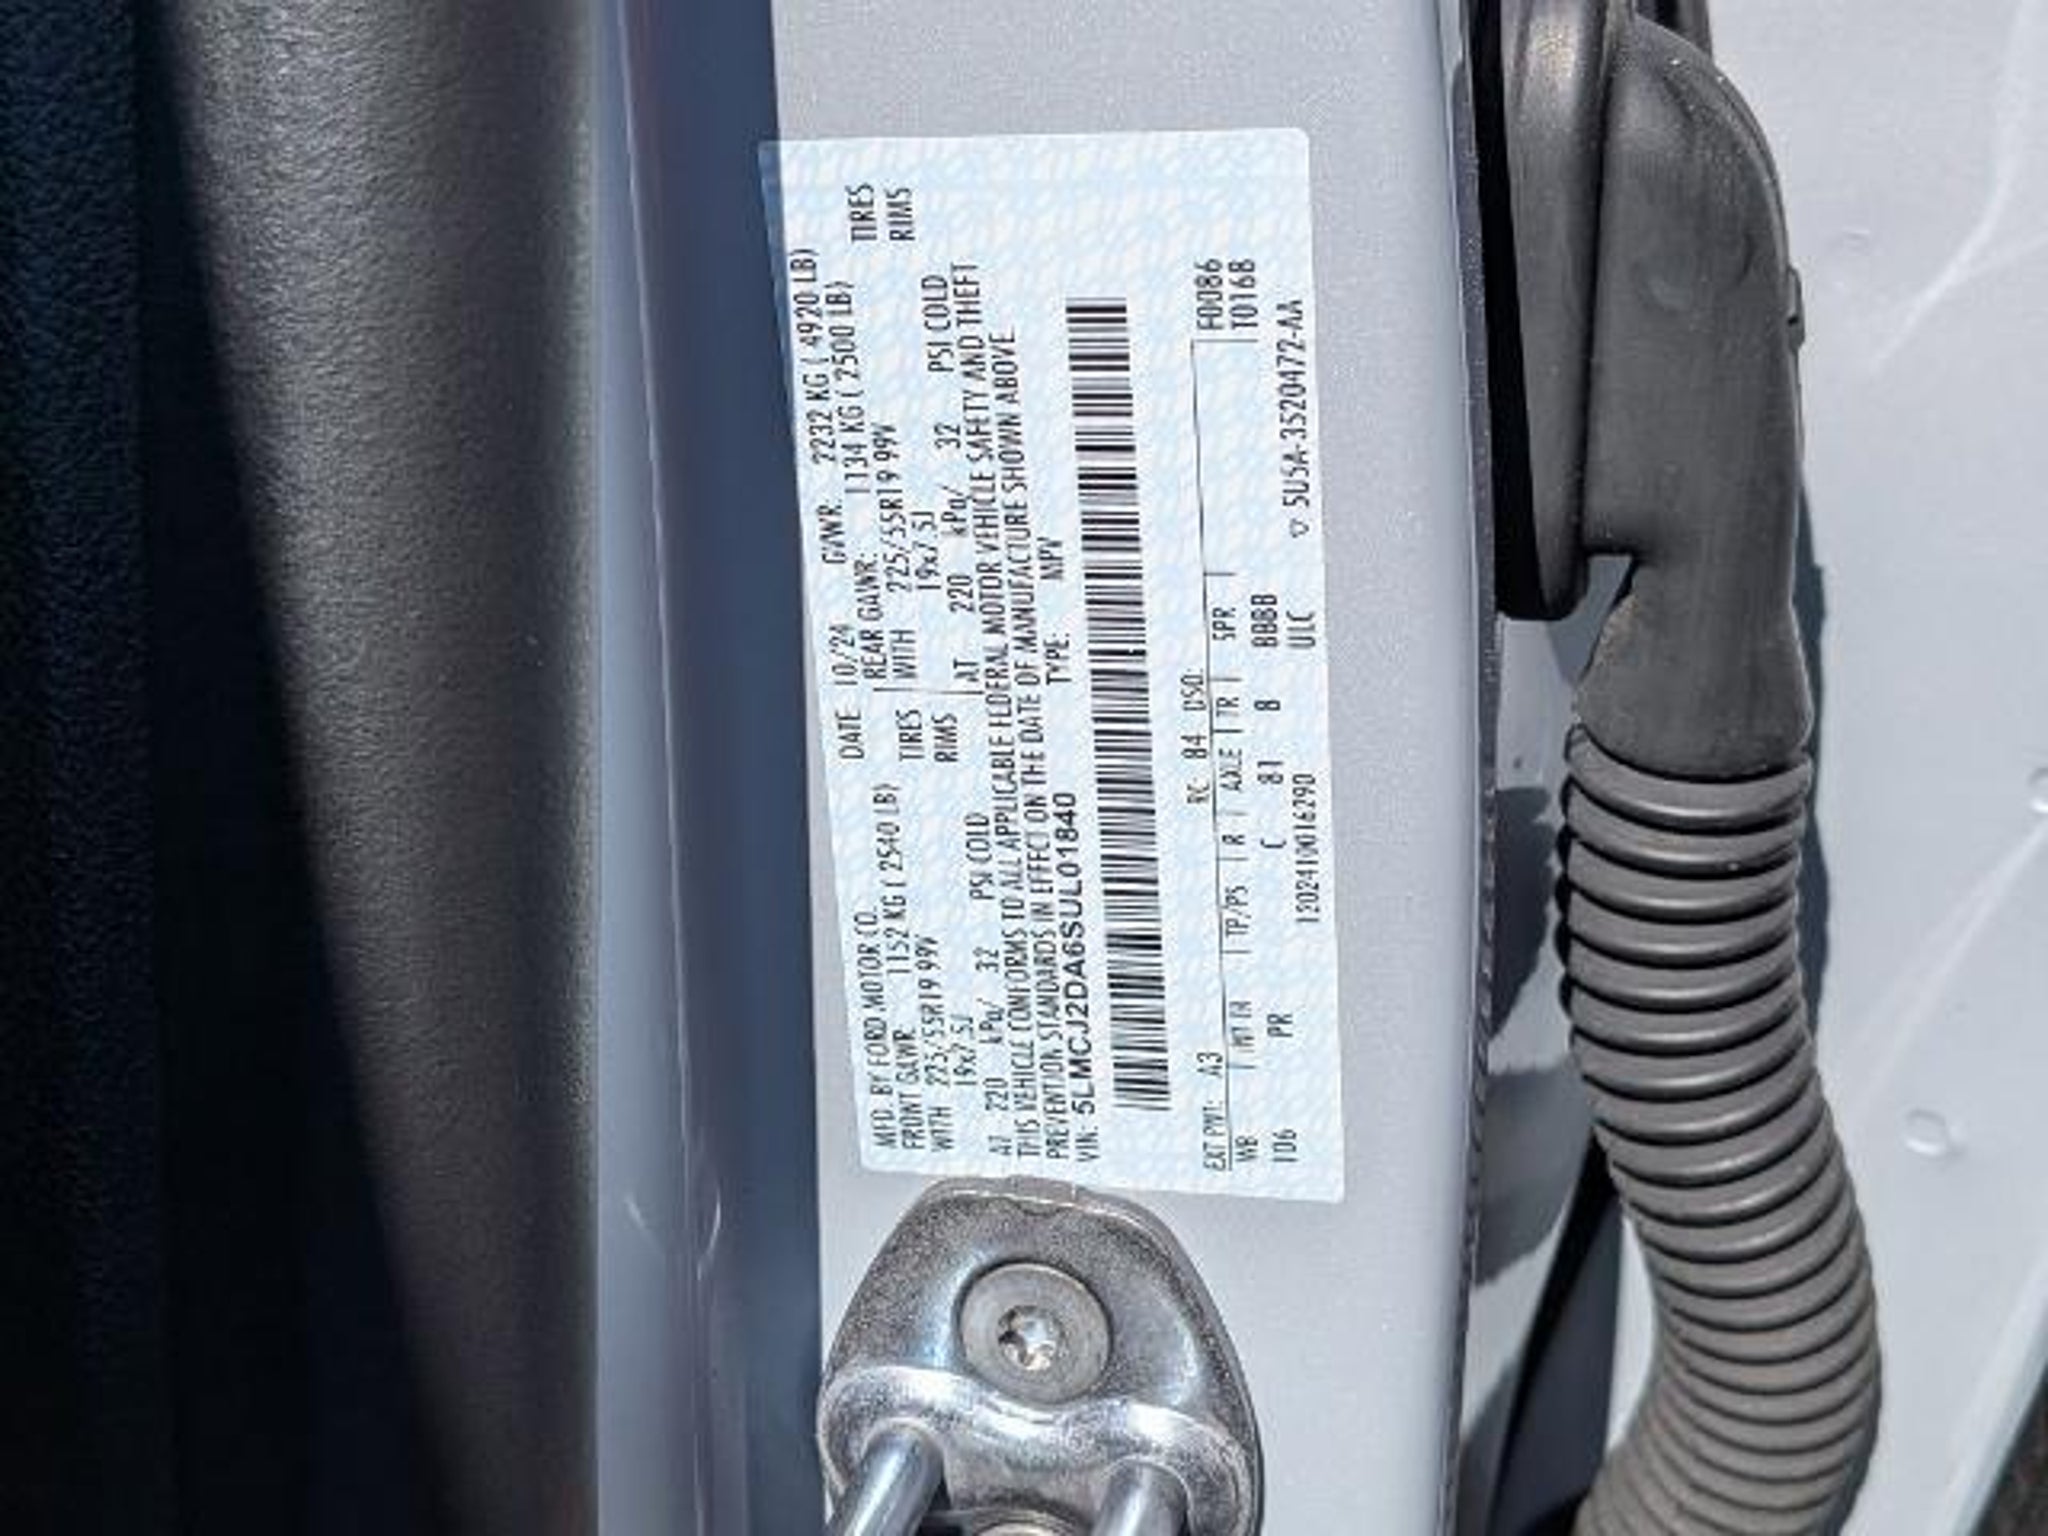 MFD. BY FORD MOTOR CO. DATE 10/24 GVWR: 2232 KG ( 4920 LB)
FRONT GAWR: 1152 KG ( 2540 LB) REAR GAWR: 1134 KG ( 2500 LB)
WITH 225/55R19 99V TIRES WITH 225/55R19 99V TIRES
19x7.5J RIMS 19x7.5J RIMS
AT 220 kPa/ 32 PSI COLD AT 220 kPa/ 32 PSI COLD
THIS VEHICLE CONFORMS TO ALL APPLICABLE FEDERAL MOTOR VEHICLE SAFETY AND THEFT
PREVENTION STANDARDS IN EFFECT ON THE DATE OF MANUFACTURE SHOWN ABOVE.
VIN: 5LMCJ2DA6SUL01840 TYPE: MPV
EXT PNT: A3 RC: 84 DSO: F0086
WB INT TR TP/PS R AXLE TR SPR T0168
106 PR C 81 8 BBBB
1202410016290 ULC ▽ 5U5A-3520472-AA